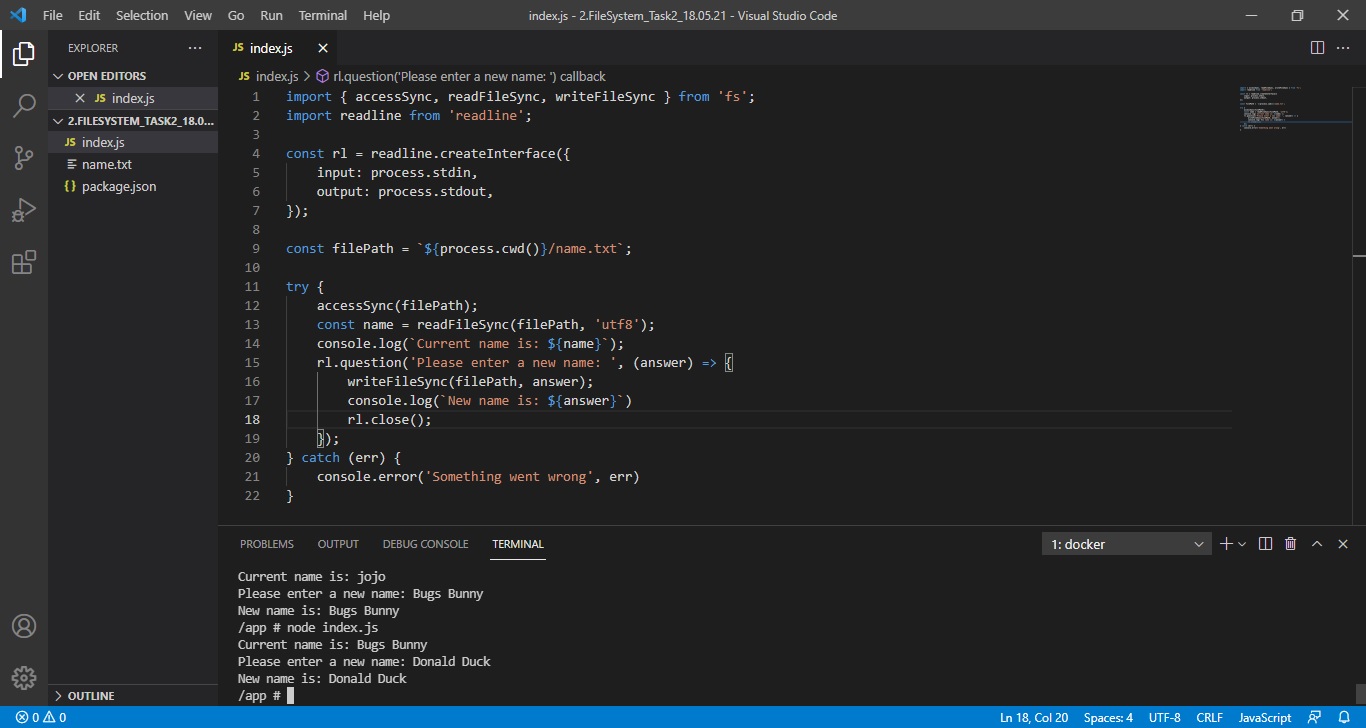 File Edit Selection View Go Run Terminal Help index.js - 2.FileSystem_Task2_18.05.21 - Visual Studio Code
EXPLORER
OPEN EDITORS
JS index.js
2.FILESYSTEM_TASK2_18.0...
JS index.js
name.txt
{} package.json
OUTLINE
JS index.js
JS index.js > rl.question('Please enter a new name: ') callback
1 import { accessSync, readFileSync, writeFileSync } from 'fs';
2 import readline from 'readline';
3
4 const rl = readline.createInterface({
5     input: process.stdin,
6     output: process.stdout,
7 });
8
9 const filePath = `${process.cwd()}/name.txt`;
10
11 try {
12     accessSync(filePath);
13     const name = readFileSync(filePath, 'utf8');
14     console.log(`Current name is: ${name}`);
15     rl.question('Please enter a new name: ', (answer) => {
16         writeFileSync(filePath, answer);
17         console.log(`New name is: ${answer}`)
18         rl.close();
19     });
20 } catch (err) {
21     console.error('Something went wrong', err)
22 }
PROBLEMS OUTPUT DEBUG CONSOLE TERMINAL 1: docker
Current name is: jojo
Please enter a new name: Bugs Bunny
New name is: Bugs Bunny
/app # node index.js
Current name is: Bugs Bunny
Please enter a new name: Donald Duck
New name is: Donald Duck
/app #
0 0 Ln 18, Col 20 Spaces: 4 UTF-8 CRLF JavaScript